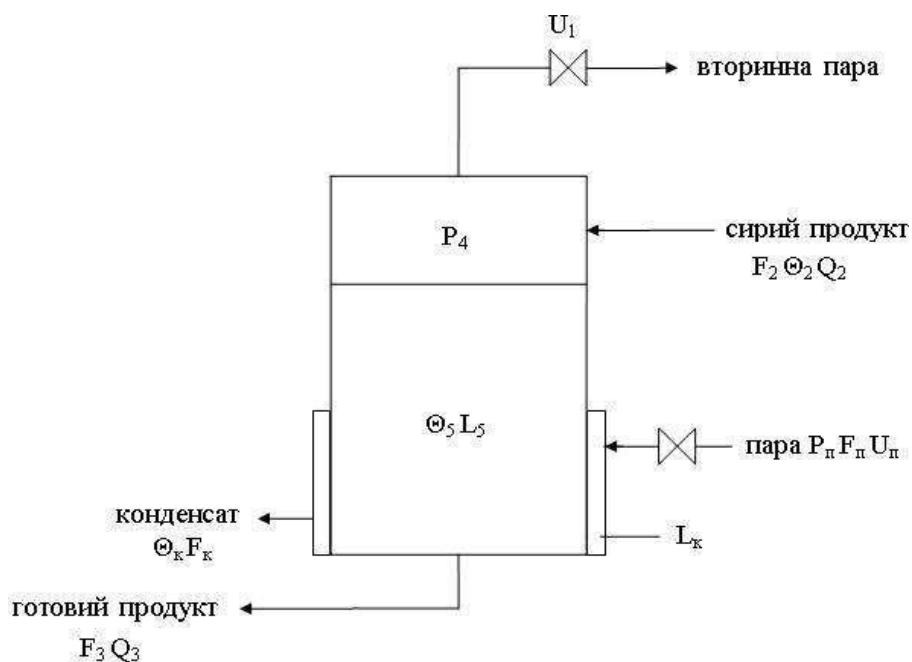 U₁
вторинна пара
P₄
сирий продукт
F₂ Θ₂ Q₂
Θ₅ L₅
пара Pп Fп Uп
конденсат
Θк Fк
Lк
готовий продукт
F₃ Q₃